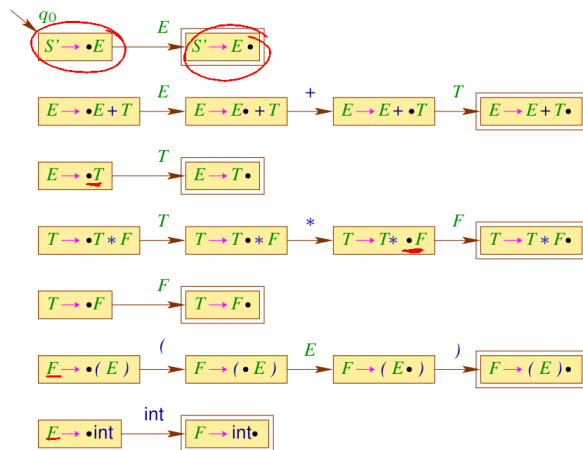 q₀ E
S’→ •E S’→ E •
E + T
E → •E + T E → E• + T E → E + •T E → E + T•
T
E → •T E → T •
T * F
T → •T * F T → T • * F T → T * •F T → T * F•
F
T → •F T → F •
( E )
F → •( E ) F → (• E ) F → ( E• ) F → ( E )•
int
F → •int F → int•